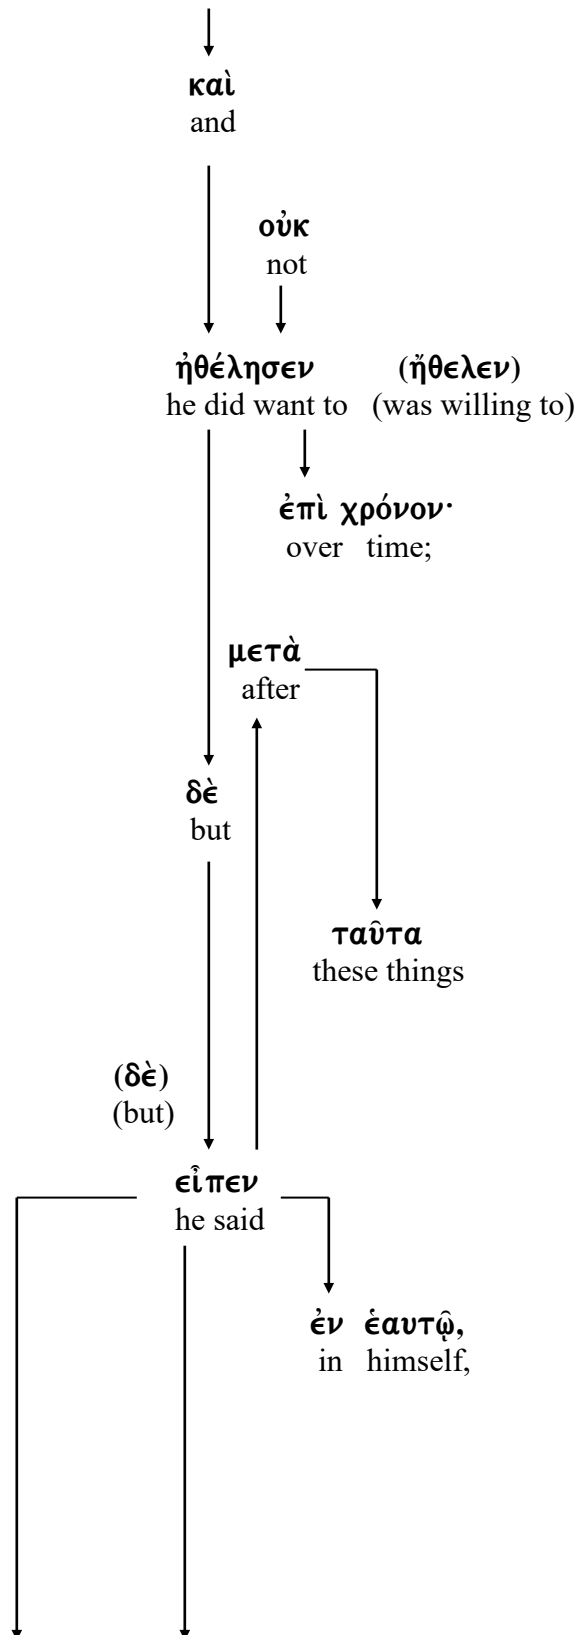 καὶ
and
οὐκ
not
ἠθέλησεν (ἤθελεν)
he did want to (was willing to)
ἐπὶ χρόνον·
over time;
μετὰ
after
δὲ
but
ταῦτα
these things
(δὲ)
(but)
εἶπεν
he said
ἐν ἑαυτῷ,
in himself,